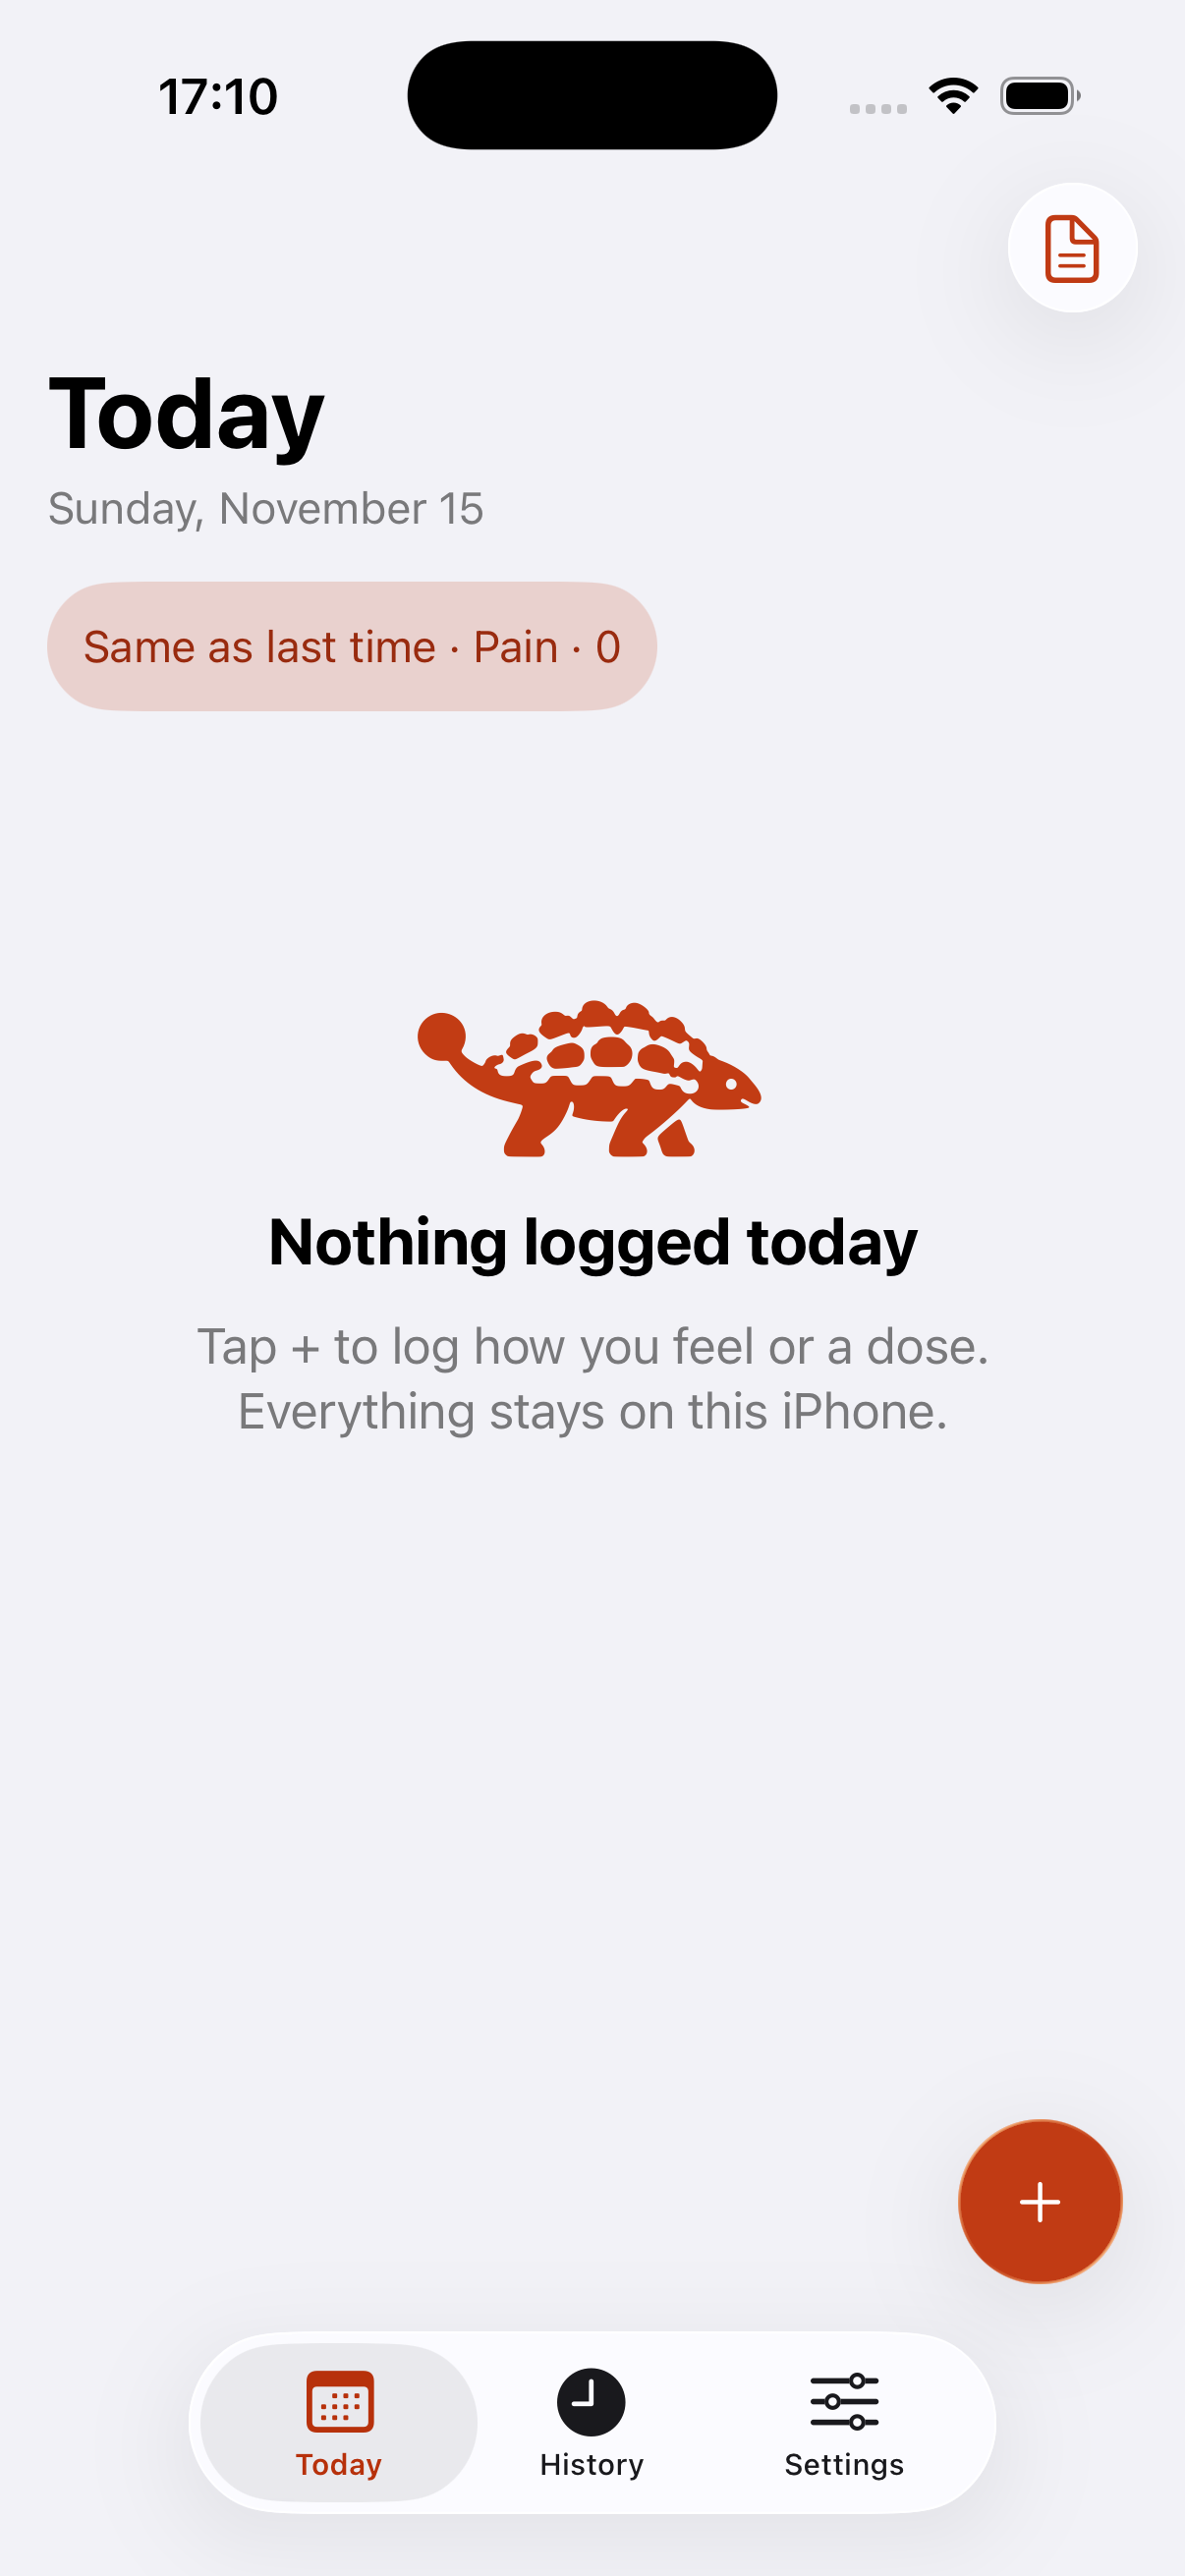 17:10
Today
Sunday, November 15
Same as last time · Pain · 0
Nothing logged today
Tap + to log how you feel or a dose.
Everything stays on this iPhone.
Today
History
Settings